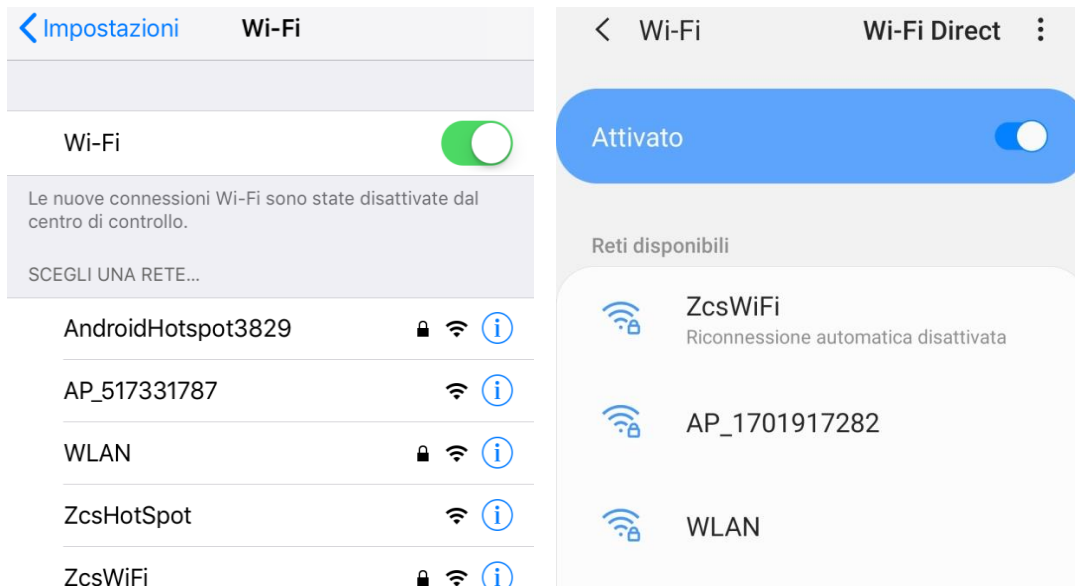 Impostazioni Wi-Fi
Wi-Fi
Le nuove connessioni Wi-Fi sono state disattivate dal
centro di controllo.
SCEGLI UNA RETE...
AndroidHotspot3829
AP_517331787
WLAN
ZcsHotSpot
ZcsWiFi
Wi-Fi Wi-Fi Direct
Attivato
Reti disponibili
ZcsWiFi
Riconnessione automatica disattivata
AP_1701917282
WLAN